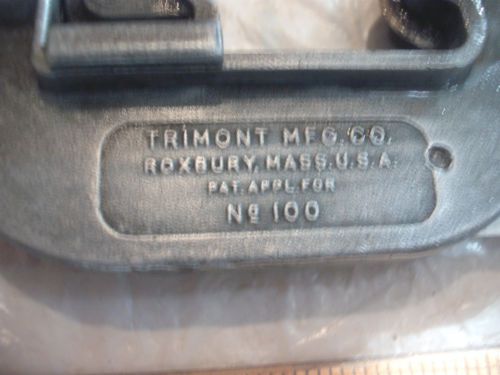 TRIMONT MFG. CO.
ROXBURY, MASS. U.S.A.
PAT. APPL. FOR
No 100